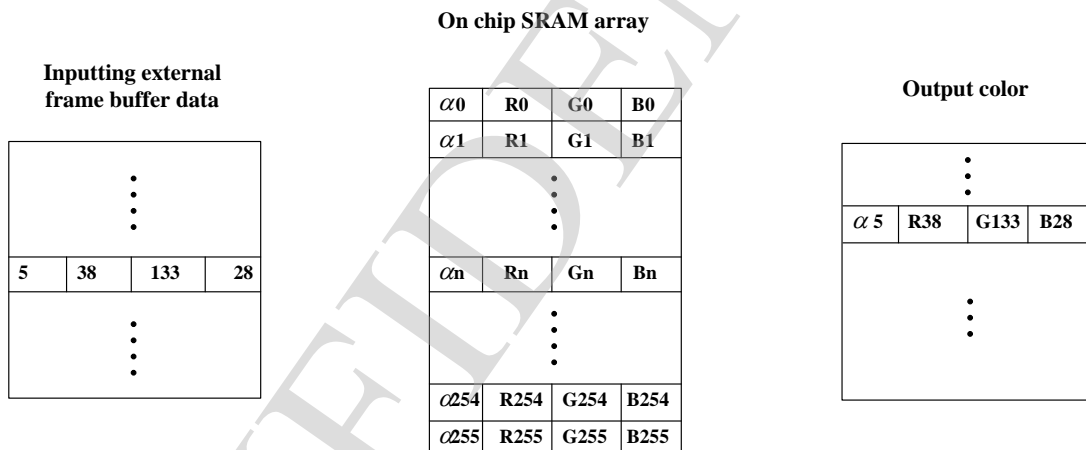 On chip SRAM array
Inputting external
frame buffer data
5 38 133 28
α0 R0 G0 B0
α1 R1 G1 B1
αn Rn Gn Bn
α254 R254 G254 B254
α255 R255 G255 B255
Output color
α 5 R38 G133 B28